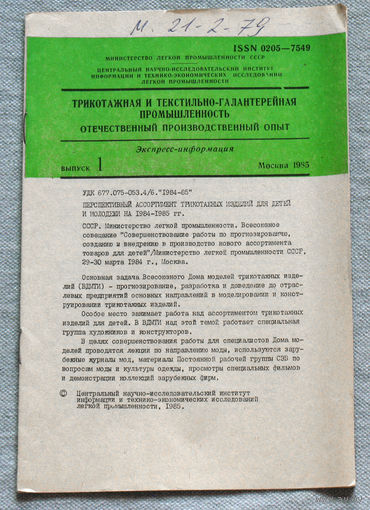 М. 21-2-79
ISSN 0205—7549
МИНИСТЕРСТВО ЛЕГКОЙ ПРОМЫШЛЕННОСТИ СССР
ЦЕНТРАЛЬНЫЙ НАУЧНО-ИССЛЕДОВАТЕЛЬСКИЙ ИНСТИТУТ
ИНФОРМАЦИИ И ТЕХНИКО-ЭКОНОМИЧЕСКИХ ИССЛЕДОВАНИЙ
ЛЕГКОЙ ПРОМЫШЛЕННОСТИ
ТРИКОТАЖНАЯ И ТЕКСТИЛЬНО-ГАЛАНТЕРЕЙНАЯ
ПРОМЫШЛЕННОСТЬ
ОТЕЧЕСТВЕННЫЙ ПРОИЗВОДСТВЕННЫЙ ОПЫТ
Экспресс-информация
ВЫПУСК 1 Москва 1985
УДК 677.075-053.4/6."1984-85"
ПЕРСПЕКТИВНЫЙ АССОРТИМЕНТ ТРИКОТАЖНЫХ ИЗДЕЛИЙ ДЛЯ ДЕТЕЙ
И МОЛОДЕЖИ НА 1984-1985 гг.
СССР. Министерство легкой промышленности. Всесоюзное
совещание "Совершенствование работы по прогнозированию,
созданию и внедрению в производство нового ассортимента
товаров для детей"/Министерство легкой промышленности СССР,
29-30 марта 1984 г., Москва.
Основная задача Всесоюзного Дома моделей трикотажных изде-
лий (ВДМТИ) - прогнозирование, разработка и доведение до отрас-
левых предприятий основных направлений в моделировании и конст-
руировании трикотажных изделий.
Особое место занимает работа над ассортиментом трикотажных
изделий для детей. В ВДМТИ над этой темой работает специальная
группа художников и конструкторов.
В целях совершенствования работы для специалистов Дома мо-
делей проводятся лекции по направлению моды, используются зару-
бежные журналы мод, материалы Постоянной рабочей группы СЭВ по
вопросам моды и культуры одежды, просмотры специальных фильмов
и демонстрации коллекций зарубежных фирм.
© Центральный научно-исследовательский институт
информации и технико-экономических исследований
легкой промышленности, 1985.